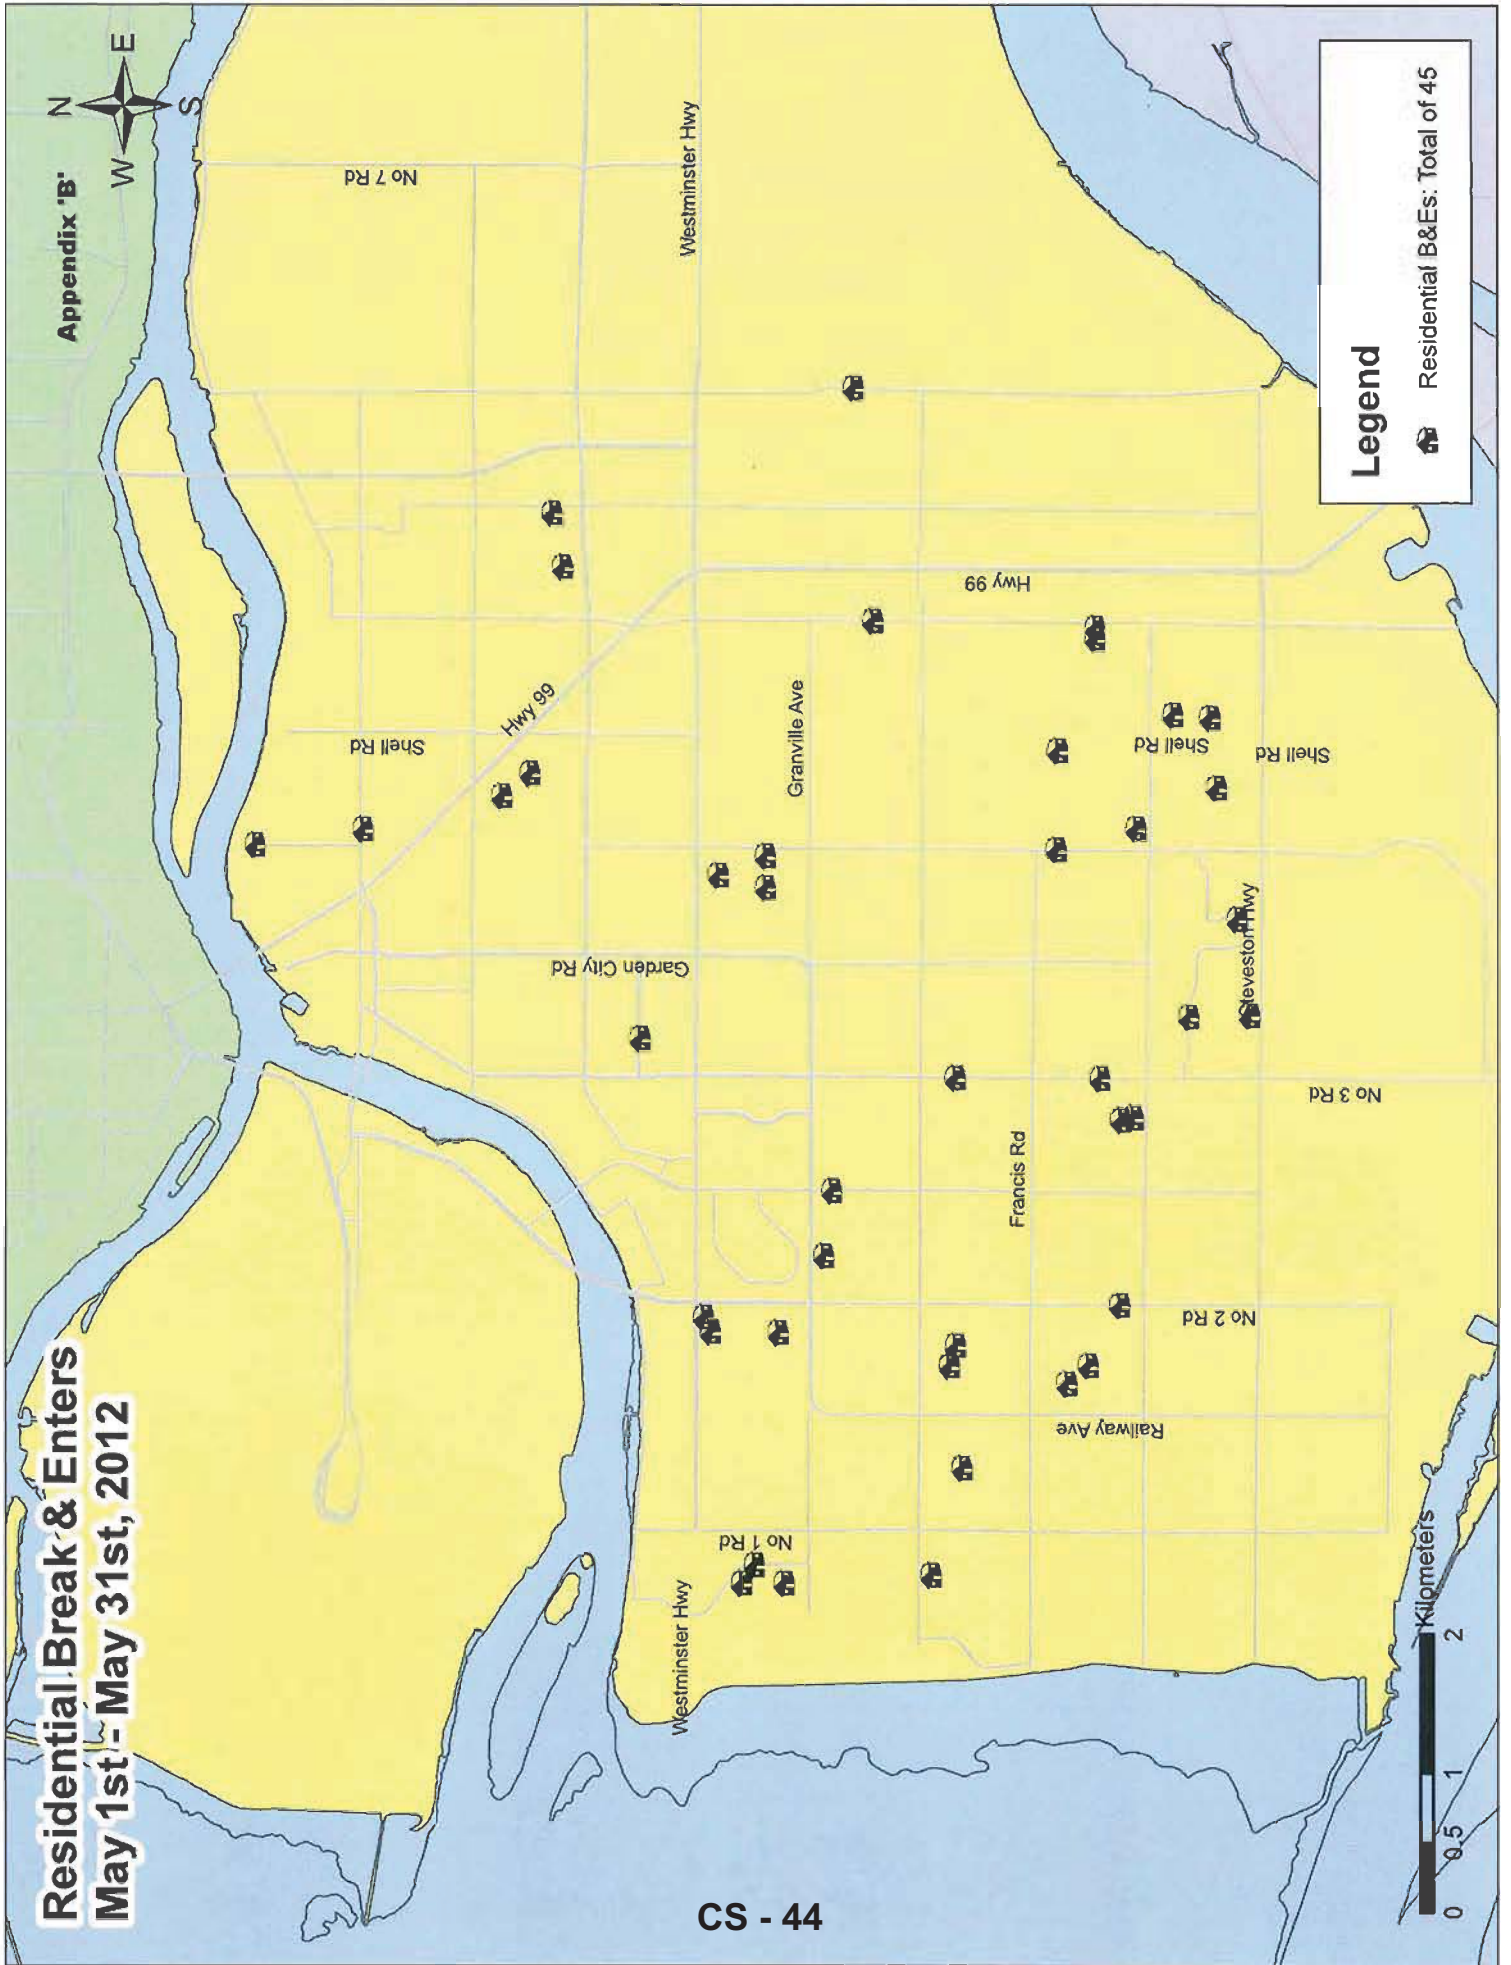 Residential Break & Enters
May 1st - May 31st, 2012
Appendix 'B'
N
W
E
S
No 7 Rd
Westminster Hwy
Hwy 99
Shell Rd
Hwy 99
Granville Ave
Shell Rd
Shell Rd
Garden City Rd
Steveston Hwy
No 3 Rd
Francis Rd
No 2 Rd
Railway Ave
No 1 Rd
Westminster Hwy
Legend
Residential B&Es: Total of 45
0 0.5 1 2
Kilometers
CS - 44